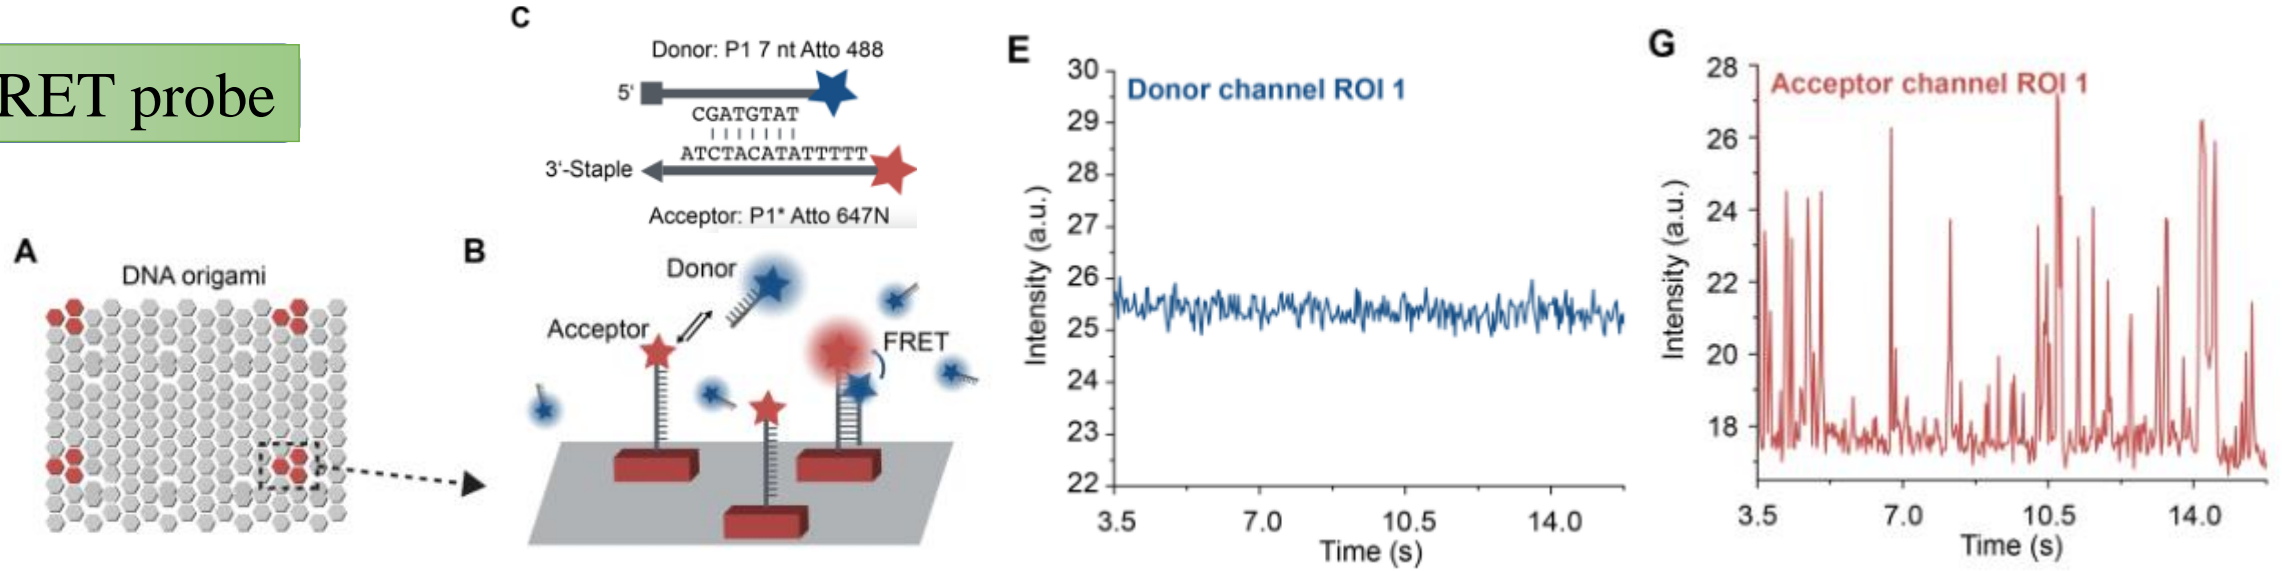 RET probe
A
DNA origami
C
Donor: P1 7 nt Atto 488
5'
CGATGTAT
ATCTACATATTTTT
3'-Staple
Acceptor: P1* Atto 647N
B
Donor
Acceptor
FRET
E
Donor channel ROI 1
Intensity (a.u.)
30
29
28
27
26
25
24
23
22
3.5 7.0 10.5 14.0
Time (s)
G
Acceptor channel ROI 1
Intensity (a.u.)
28
26
24
22
20
18
3.5 7.0 10.5 14.0
Time (s)